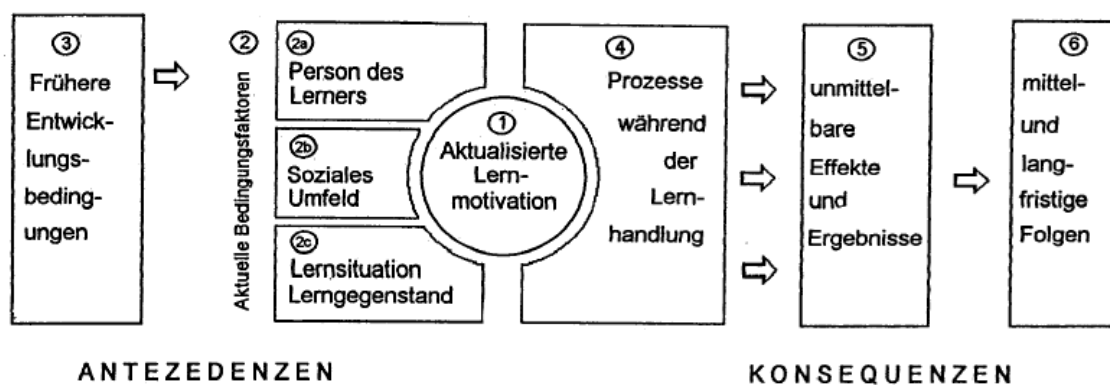 3
Frühere
Entwick-
lungs-
beding-
ungen
2
Aktuelle Bedingungsfaktoren
2a
Person des
Lerners
2b
Soziales
Umfeld
2c
Lernsituation
Lerngegenstand
1
Aktualisierte
Lern-
motivation
4
Prozesse
während
der
Lern-
handlung
5
unmittel-
bare
Effekte
und
Ergebnisse
6
mittel-
und
lang-
fristige
Folgen
ANTEZEDENZEN
KONSEQUENZEN